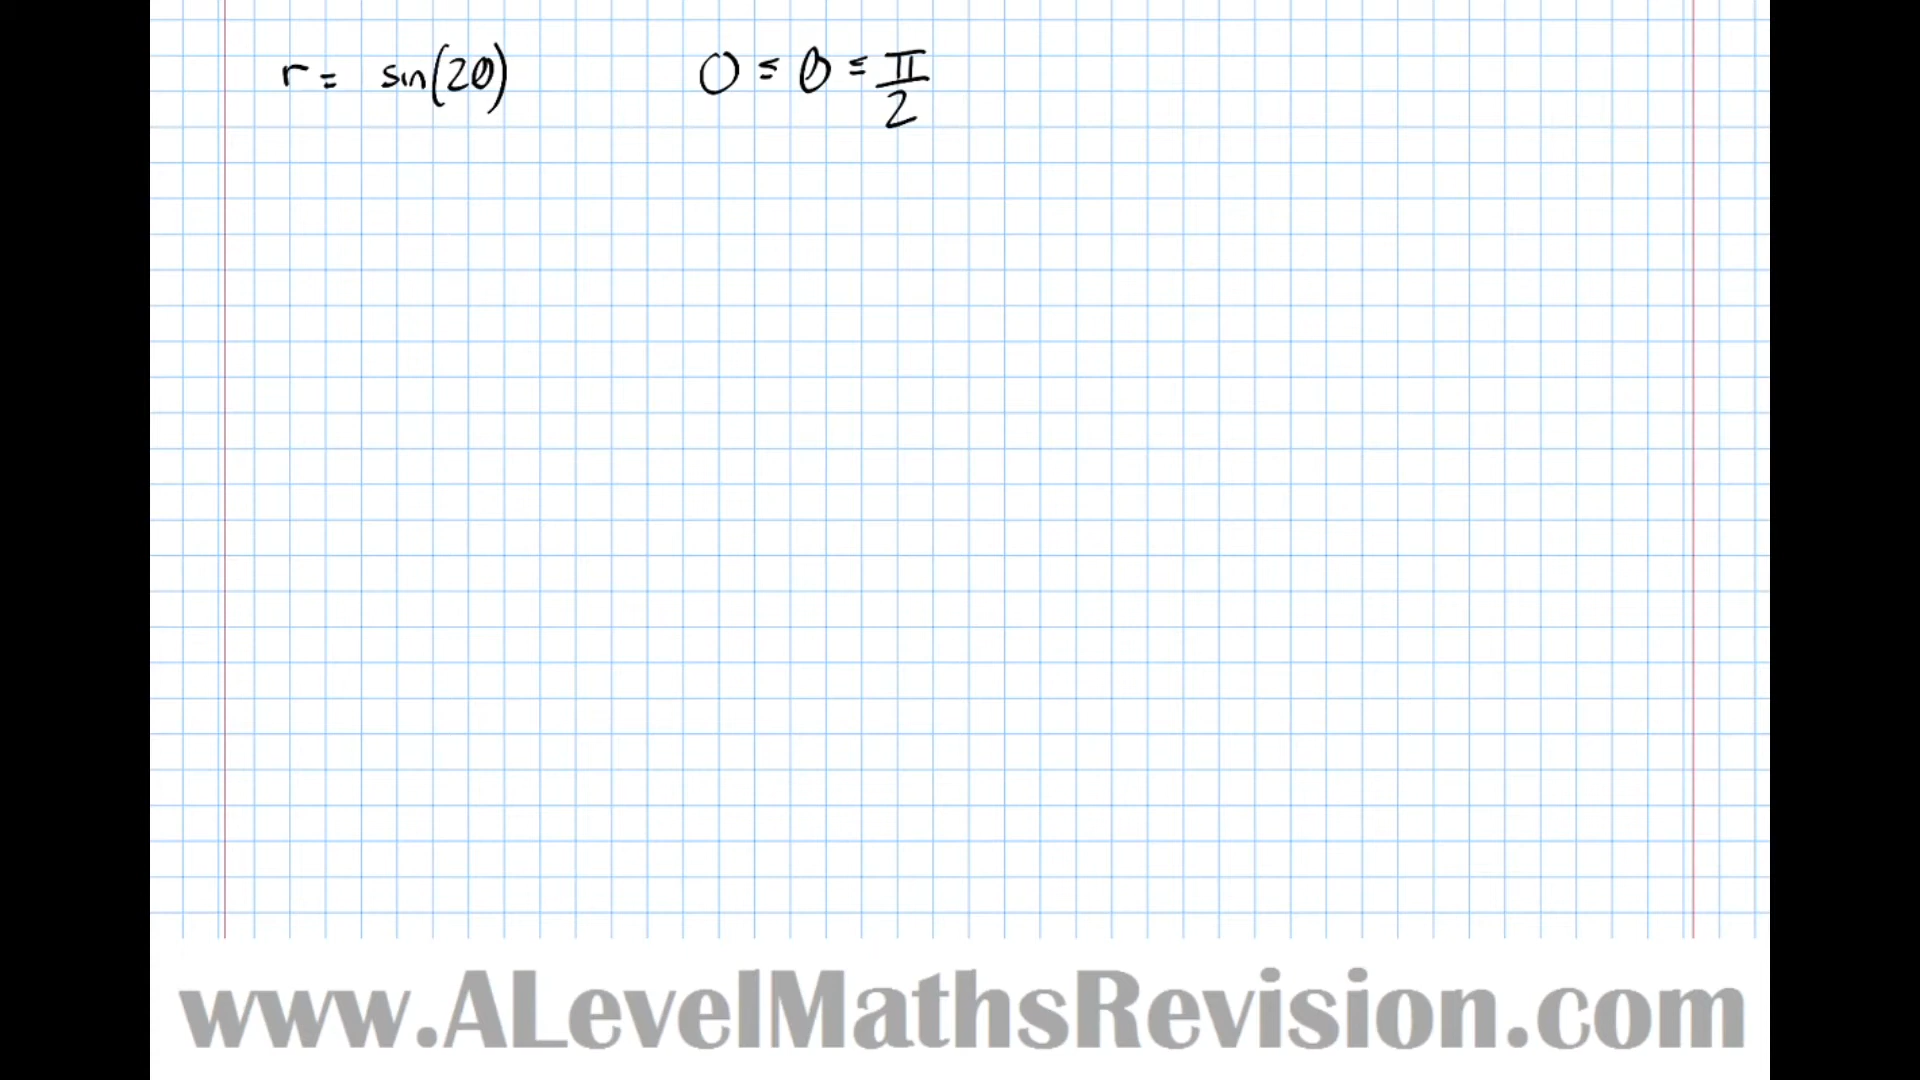 r = sin(2θ) 0 ≤ θ ≤ π/2
www.ALevelMathsRevision.com